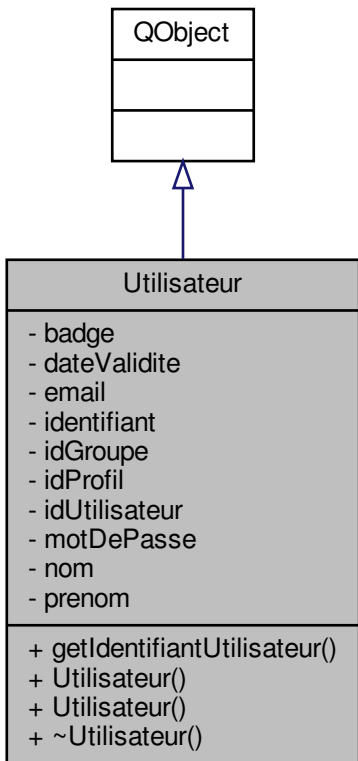 QObject
Utilisateur
- badge
- dateValidite
- email
- identifiant
- idGroupe
- idProfil
- idUtilisateur
- motDePasse
- nom
- prenom
+ getIdentifiantUtilisateur()
+ Utilisateur()
+ Utilisateur()
+ ~Utilisateur()